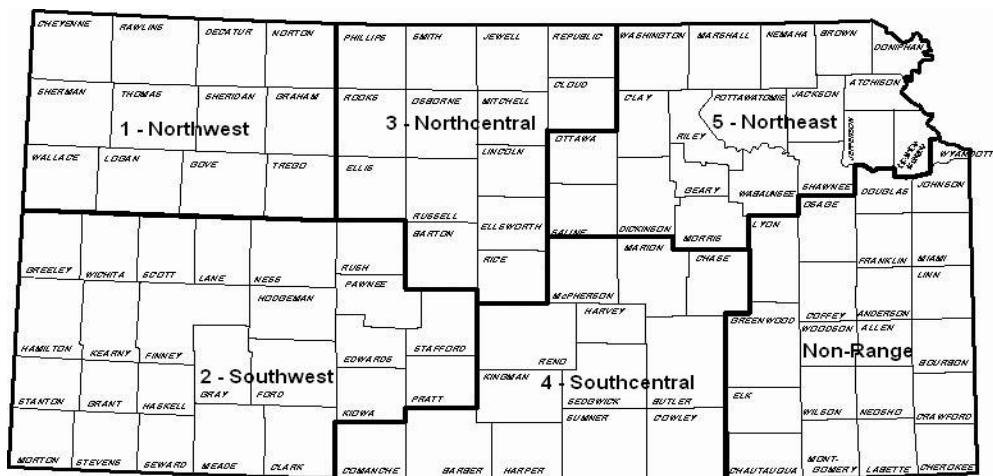 CHEYENNE RAWLINS DECATUR NORTON PHILLIPS SMITH JEWELL REPUBLIC WASHINGTON MARSHALL NEMAHA BROWN
DONIPHAN
SHERMAN THOMAS SHERIDAN GRAHAM ROOKS OSBORNE MITCHELL CLOUD CLAY POTTAWATOMIE JACKSON ATCHISON
1 - Northwest
3 - Northcentral
5 - Northeast
OTTAWA RILEY JEFFERSON
WALLACE LOGAN GOVE TREGO ELLIS LINCOLN WYANDOTT
GEARY WABAUNSEE SHAWNEE DOUGLAS JOHNSON
RUSSELL ELLSWORTH SALINE DICKINSON MORRIS LYON OSAGE
BARTON
GREELEY WICHITA SCOTT LANE NESS RUSH RICE MARION CHASE FRANKLIN MIAMI
PAWNEE LINN
HODGEMAN McPHERSON HARVEY
GREENWOOD COFFEY ANDERSON
WOODSON ALLEN
HAMILTON KEARNY FINNEY EDWARDS STAFFORD RENO BOURBON
Non-Range
2 - Southwest
4 - Southcentral
KINGMAN
STANTON GRANT HASKELL GRAY FORD KIOWA PRATT SEDGWICK BUTLER ELK
SUMNER COWLEY WILSON NEOSHO CRAWFORD
MORTON STEVENS SEWARD MEADE CLARK COMANCHE BARBER HARPER CHAUTAUQUA MONT-
GOMERY LABETTE CHEROKEE